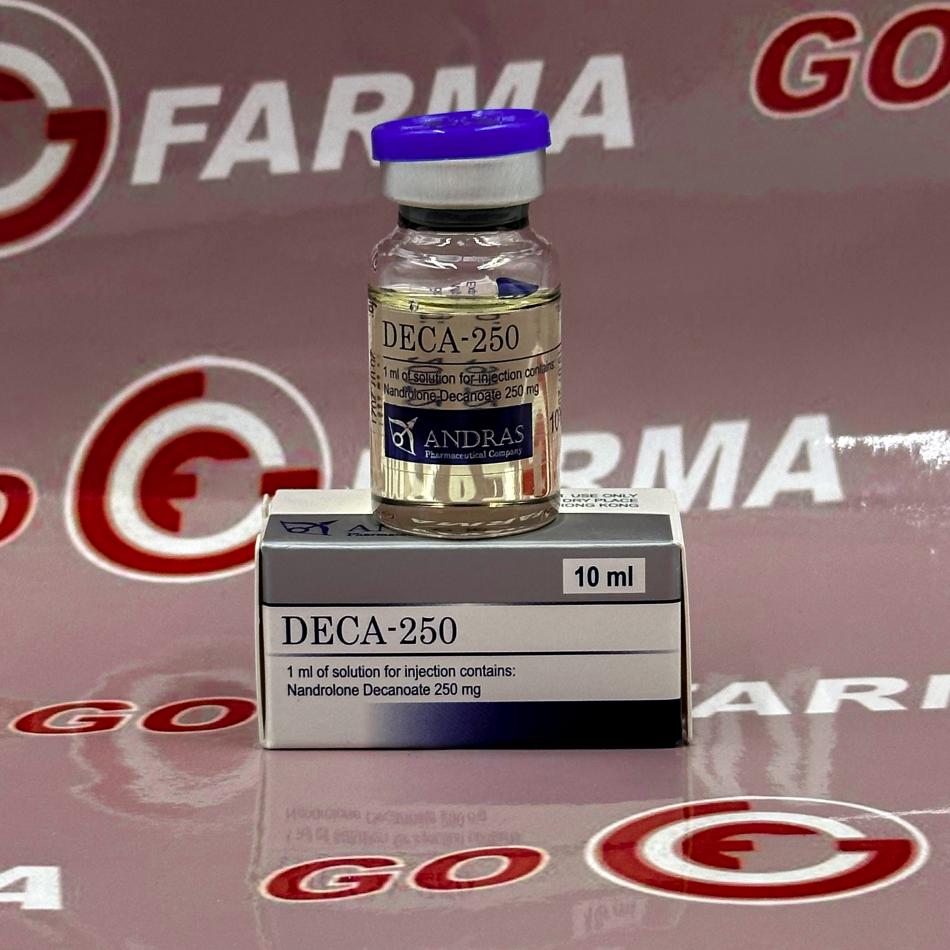 GO
FARMA
DECA-250
1 ml of solution for injection contains:
Nandrolone Decanoate 250 mg
ANDRAS
Pharmaceutical Company
FARMA
USE ONLY
DRY PLACE
HONG KONG
10 ml
DECA-250
1 ml of solution for injection contains:
Nandrolone Decanoate 250 mg
GO
GO